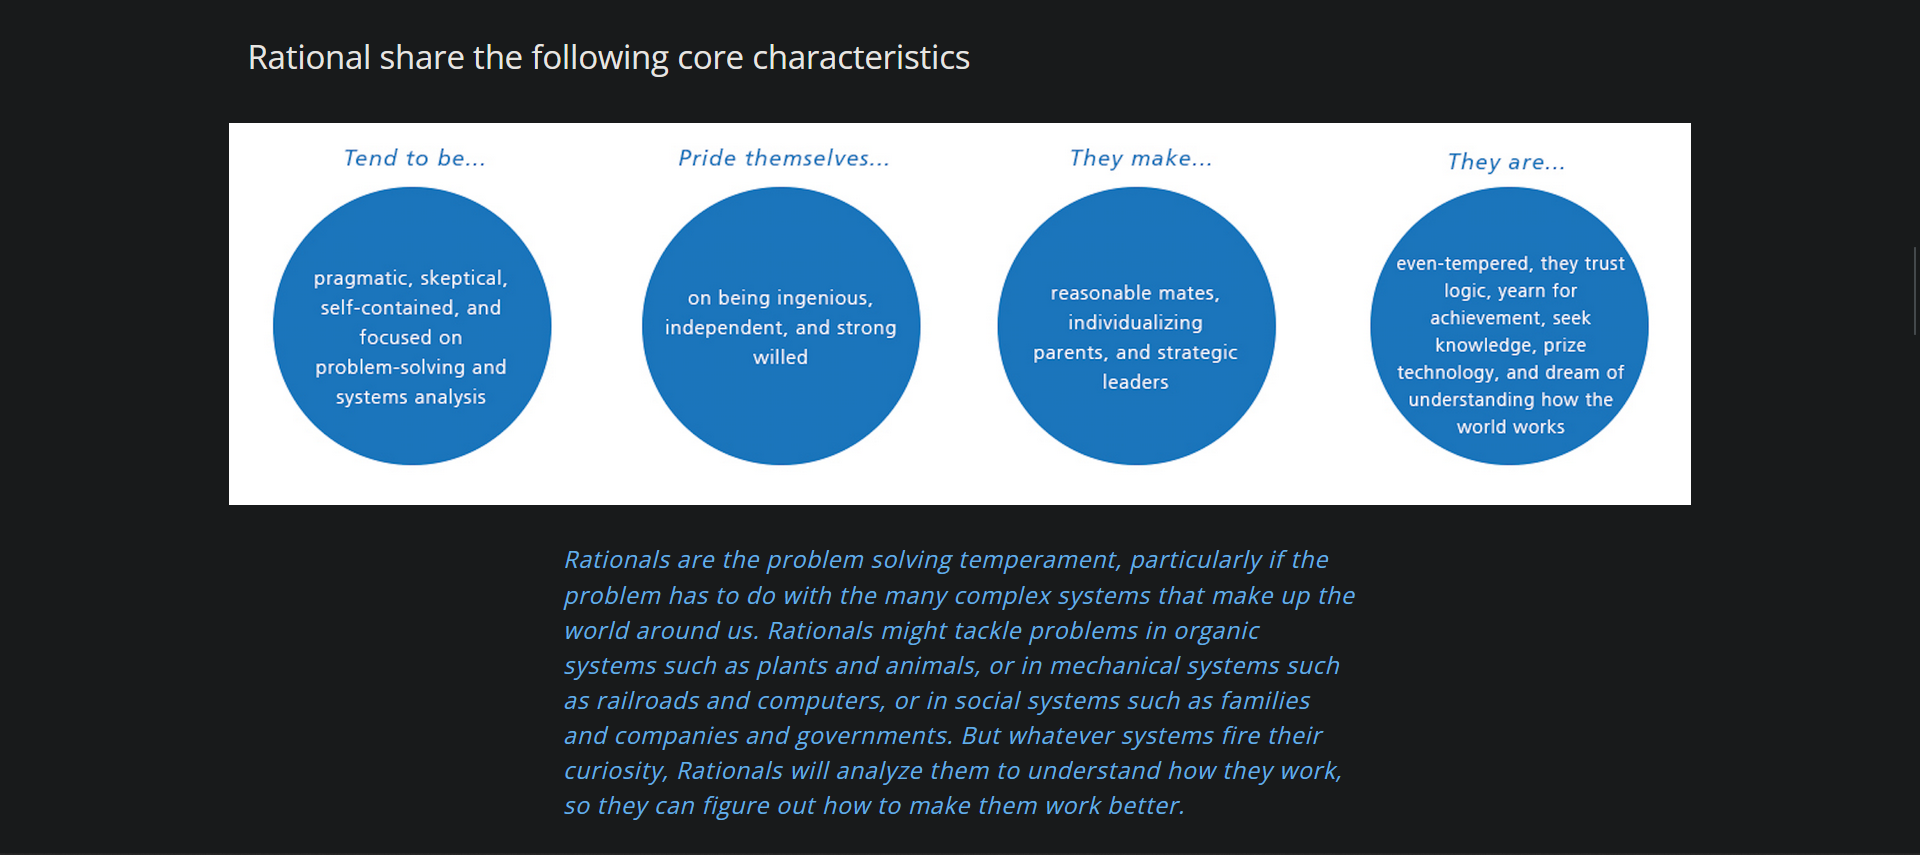 Rational share the following core characteristics
Tend to be...
pragmatic, skeptical,
self-contained, and
focused on
problem-solving and
systems analysis
Pride themselves...
on being ingenious,
independent, and strong
willed
They make...
reasonable mates,
individualizing
parents, and strategic
leaders
They are...
even-tempered, they trust
logic, yearn for
achievement, seek
knowledge, prize
technology, and dream of
understanding how the
world works
Rationals are the problem solving temperament, particularly if the
problem has to do with the many complex systems that make up the
world around us. Rationals might tackle problems in organic
systems such as plants and animals, or in mechanical systems such
as railroads and computers, or in social systems such as families
and companies and governments. But whatever systems fire their
curiosity, Rationals will analyze them to understand how they work,
so they can figure out how to make them work better.